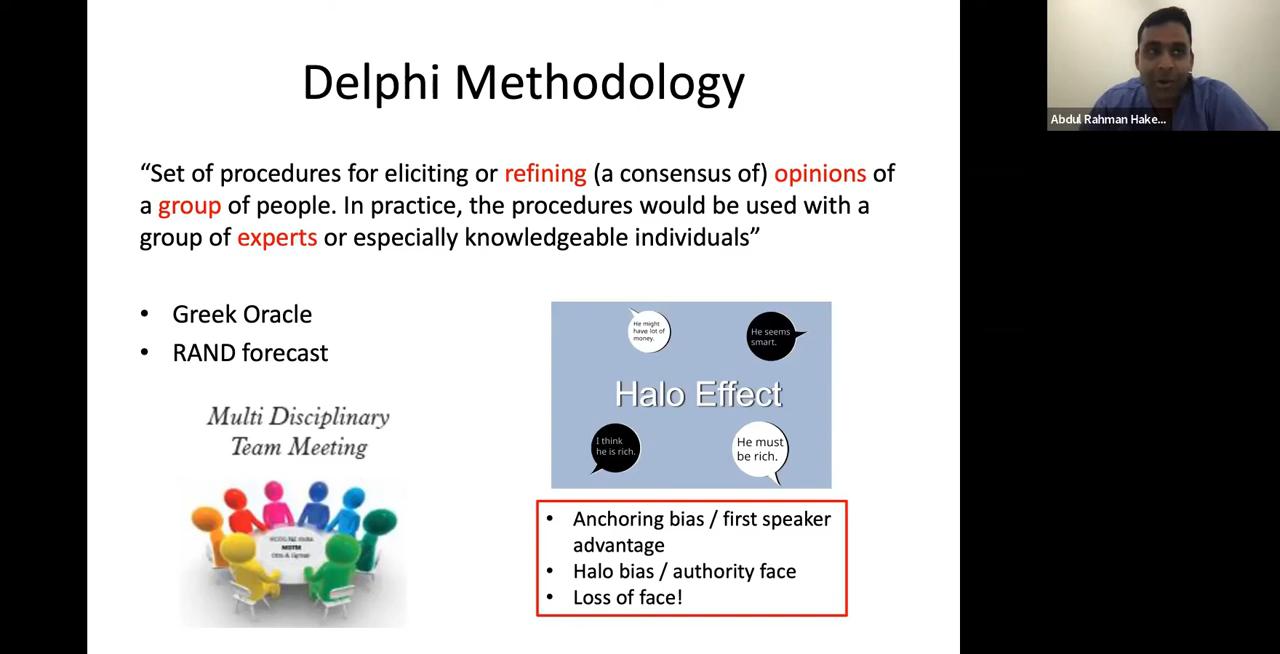 Delphi Methodology
“Set of procedures for eliciting or refining (a consensus of) opinions of
a group of people. In practice, the procedures would be used with a
group of experts or especially knowledgeable individuals”
• Greek Oracle
• RAND forecast
Multi Disciplinary
Team Meeting
MDTM
He might
have lot of
money.
He seems
smart.
Halo Effect
I think
he is rich.
He must
be rich.
• Anchoring bias / first speaker
advantage
• Halo bias / authority face
• Loss of face!
Abdul Rahman Hake...